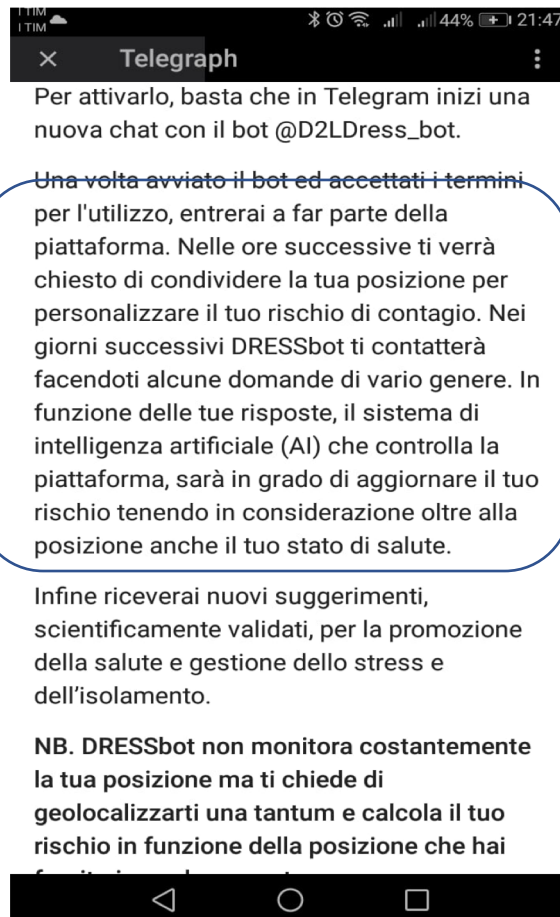 I TIM
I TIM
44% 21:47
Telegraph
Per attivarlo, basta che in Telegram inizi una
nuova chat con il bot @D2LDress_bot.
Una volta avviato il bot ed accettati i termini
per l'utilizzo, entrerai a far parte della
piattaforma. Nelle ore successive ti verrà
chiesto di condividere la tua posizione per
personalizzare il tuo rischio di contagio. Nei
giorni successivi DRESSbot ti contatterà
facendoti alcune domande di vario genere. In
funzione delle tue risposte, il sistema di
intelligenza artificiale (AI) che controlla la
piattaforma, sarà in grado di aggiornare il tuo
rischio tenendo in considerazione oltre alla
posizione anche il tuo stato di salute.
Infine riceverai nuovi suggerimenti,
scientificamente validati, per la promozione
della salute e gestione dello stress e
dell'isolamento.
NB. DRESSbot non monitora costantemente
la tua posizione ma ti chiede di
geolocalizzarti una tantum e calcola il tuo
rischio in funzione della posizione che hai